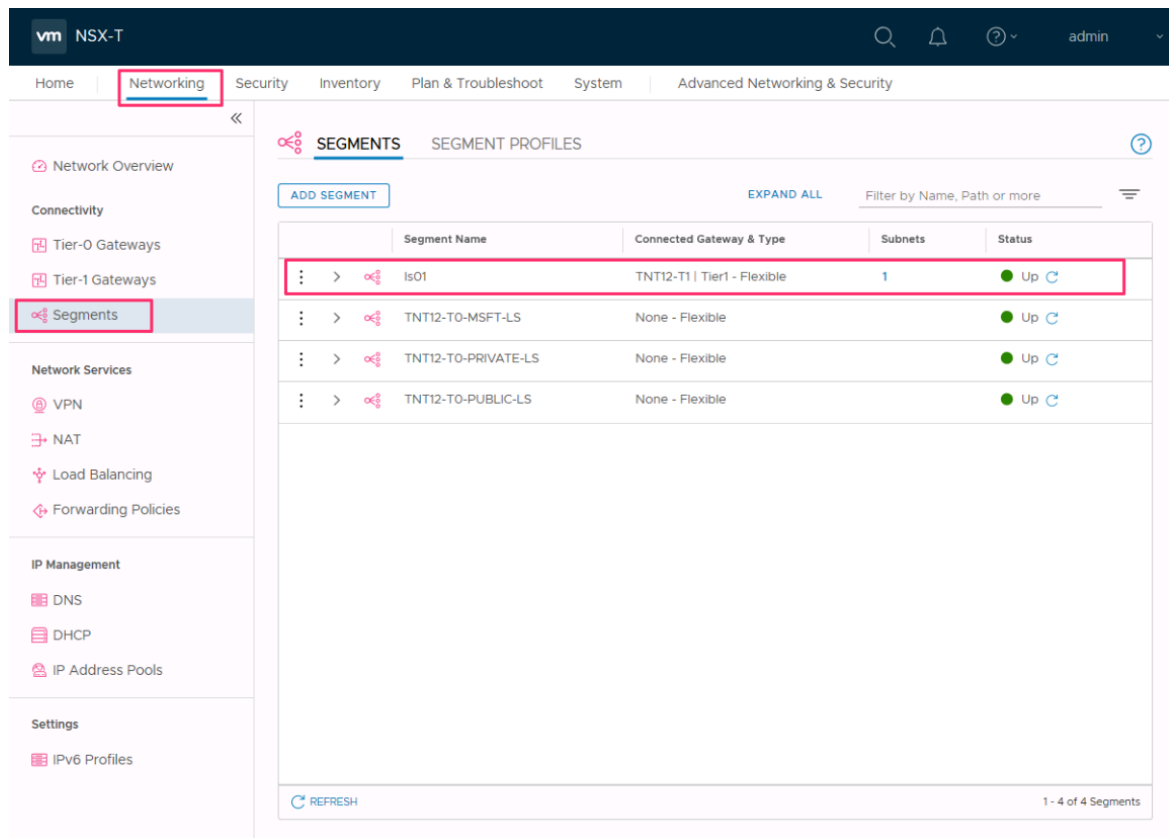 vm NSX-T admin
Home Networking Security Inventory Plan & Troubleshoot System Advanced Networking & Security
Network Overview
Connectivity
Tier-0 Gateways
Tier-1 Gateways
Segments
Network Services
VPN
NAT
Load Balancing
Forwarding Policies
IP Management
DNS
DHCP
IP Address Pools
Settings
IPv6 Profiles
SEGMENTS SEGMENT PROFILES
ADD SEGMENT EXPAND ALL Filter by Name, Path or more
Segment Name Connected Gateway & Type Subnets Status
ls01 TNT12-T1 | Tier1 - Flexible 1 Up
TNT12-T0-MSFT-LS None - Flexible Up
TNT12-T0-PRIVATE-LS None - Flexible Up
TNT12-T0-PUBLIC-LS None - Flexible Up
REFRESH 1 - 4 of 4 Segments